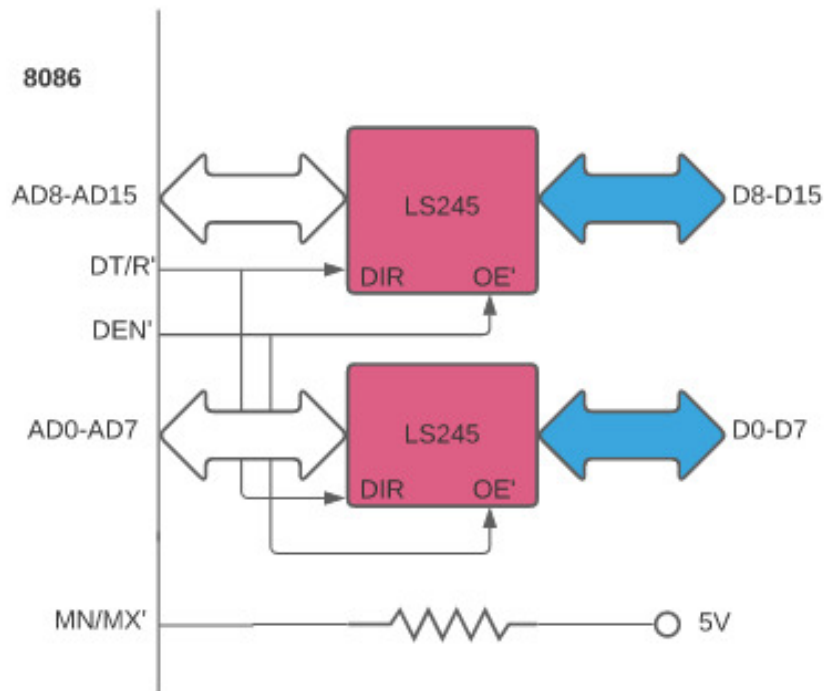 8086
AD8-AD15
LS245
D8-D15
DT/R'
DIR
OE'
DEN'
AD0-AD7
LS245
D0-D7
DIR
OE'
MN/MX'
5V